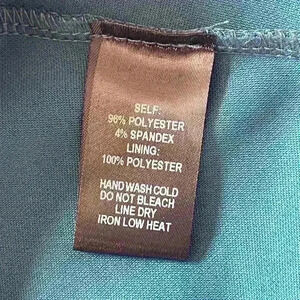 SELF:
96% POLYESTER
4% SPANDEX
LINING:
100% POLYESTER
HAND WASH COLD
DO NOT BLEACH
LINE DRY
IRON LOW HEAT